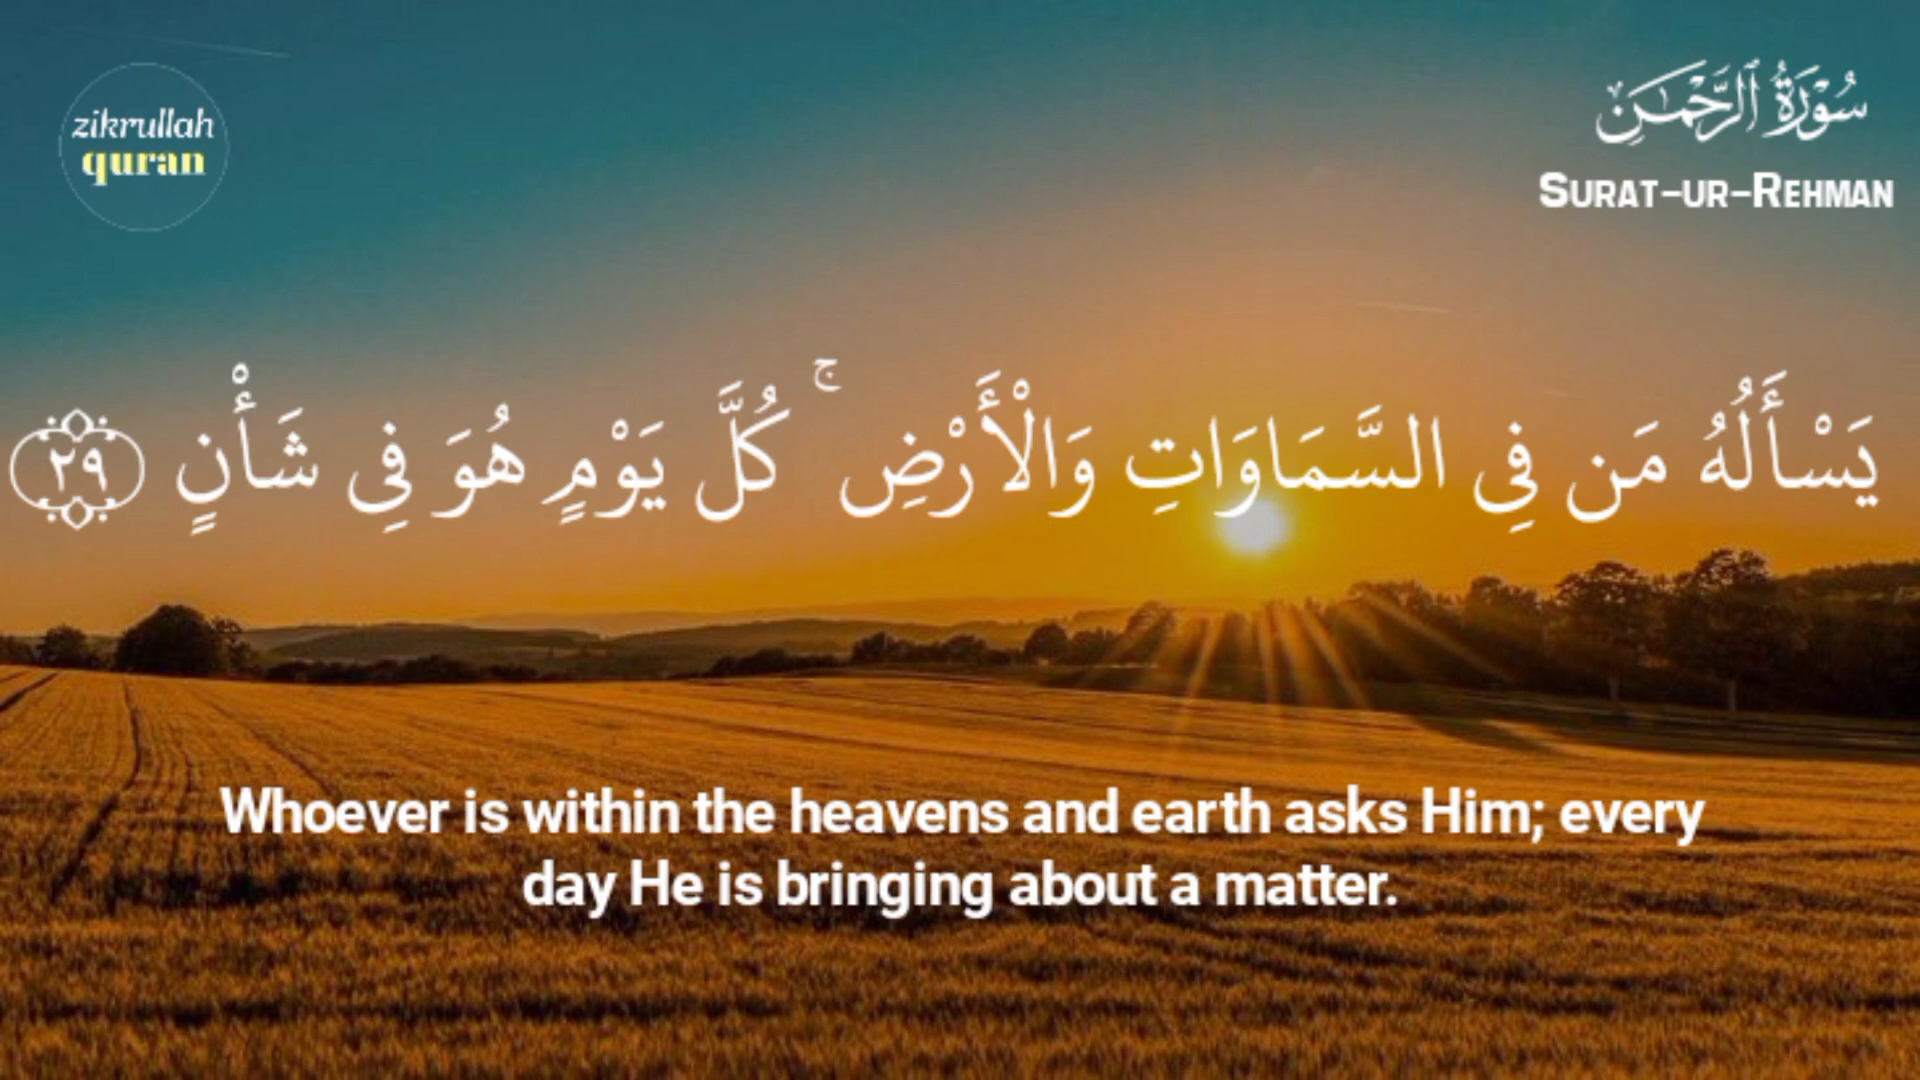 zikrullah
quran
سُوْرَةُ الرَّحْمٰن
SURAT-UR-REHMAN
يَسْأَلُهُ مَن فِي السَّمَاوَاتِ وَالْأَرْضِ ۚ كُلَّ يَوْمٍ هُوَ فِي شَأْنٍ ٢٩
Whoever is within the heavens and earth asks Him; every
day He is bringing about a matter.